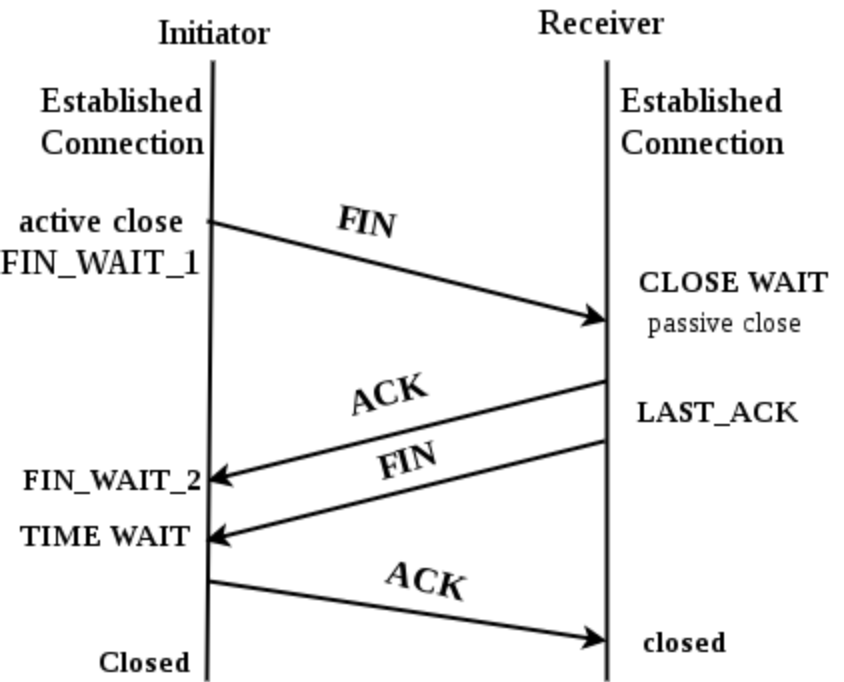 Initiator
Receiver
Established
Connection
Established
Connection
active close
FIN_WAIT_1
FIN
CLOSE WAIT
passive close
ACK
LAST_ACK
FIN
FIN_WAIT_2
TIME WAIT
ACK
closed
Closed